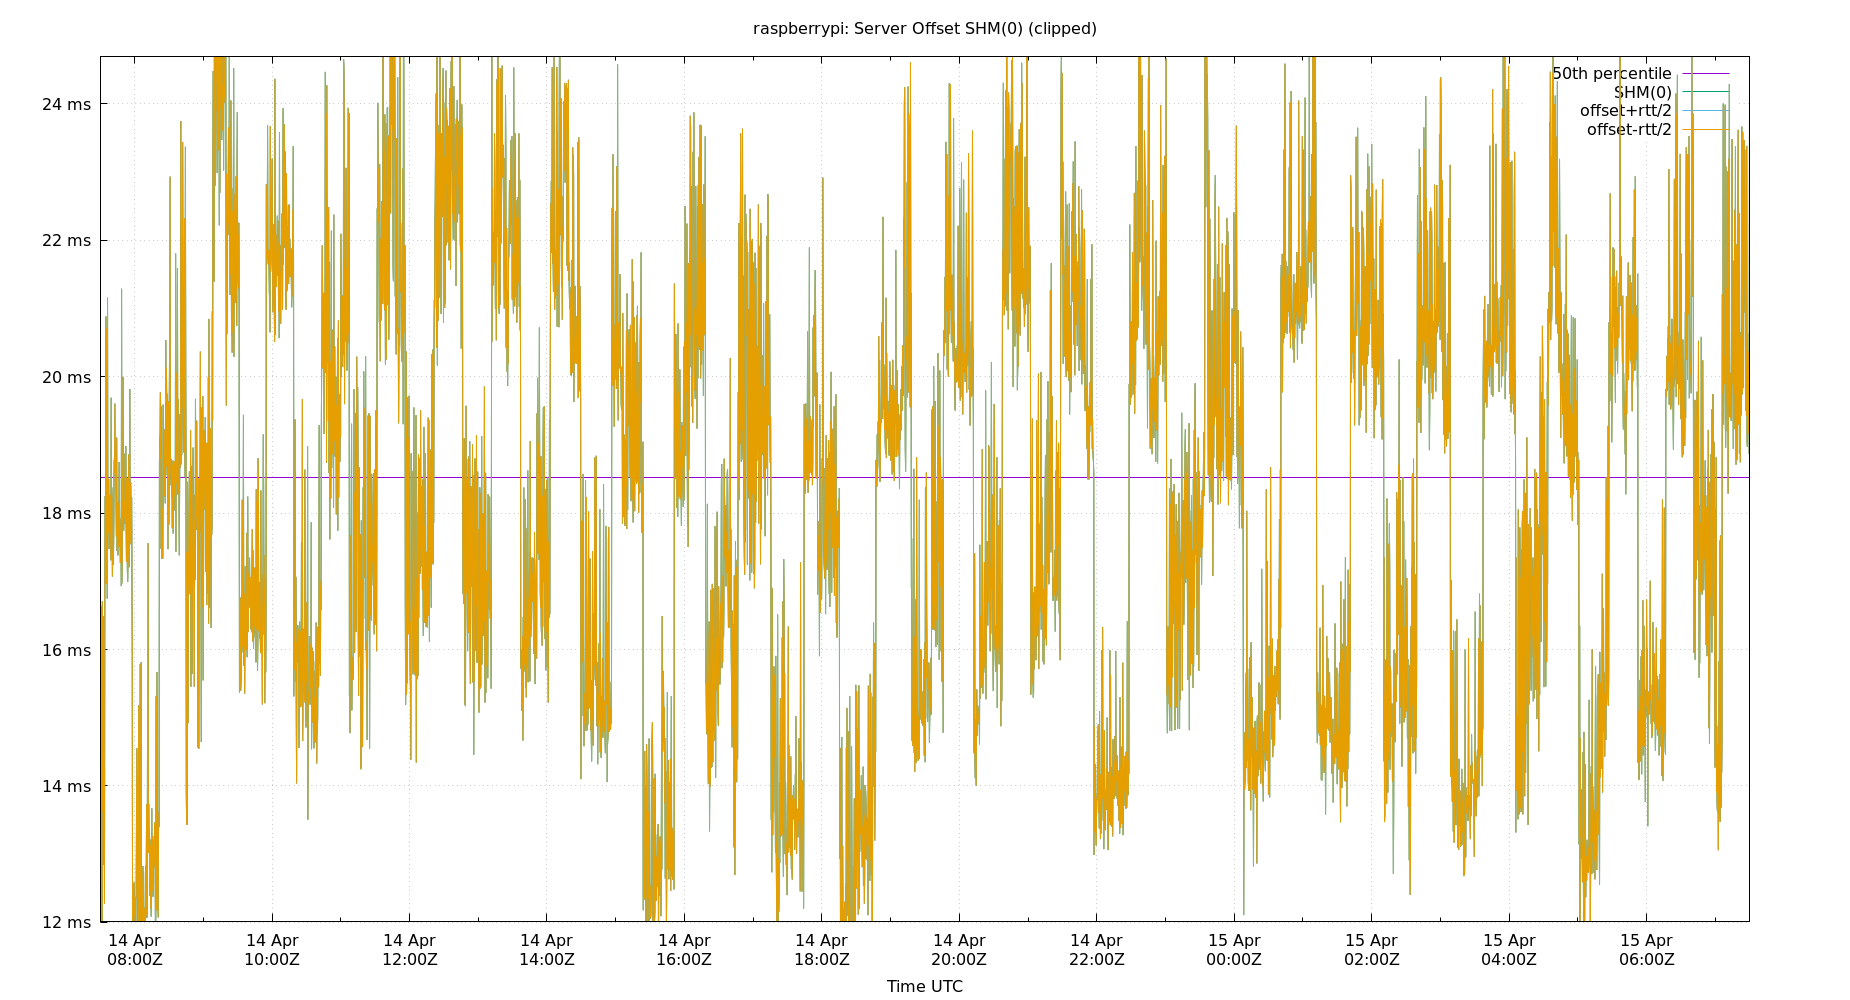 raspberrypi: Server Offset SHM(0) (clipped)
50th percentile
SHM(0)
offset+rtt/2
offset-rtt/2
24 ms
22 ms
20 ms
18 ms
16 ms
14 ms
12 ms
14 Apr 14 Apr 14 Apr 14 Apr 14 Apr 14 Apr 14 Apr 14 Apr 15 Apr 15 Apr 15 Apr 15 Apr
08:00Z 10:00Z 12:00Z 14:00Z 16:00Z 18:00Z 20:00Z 22:00Z 00:00Z 02:00Z 04:00Z 06:00Z
Time UTC